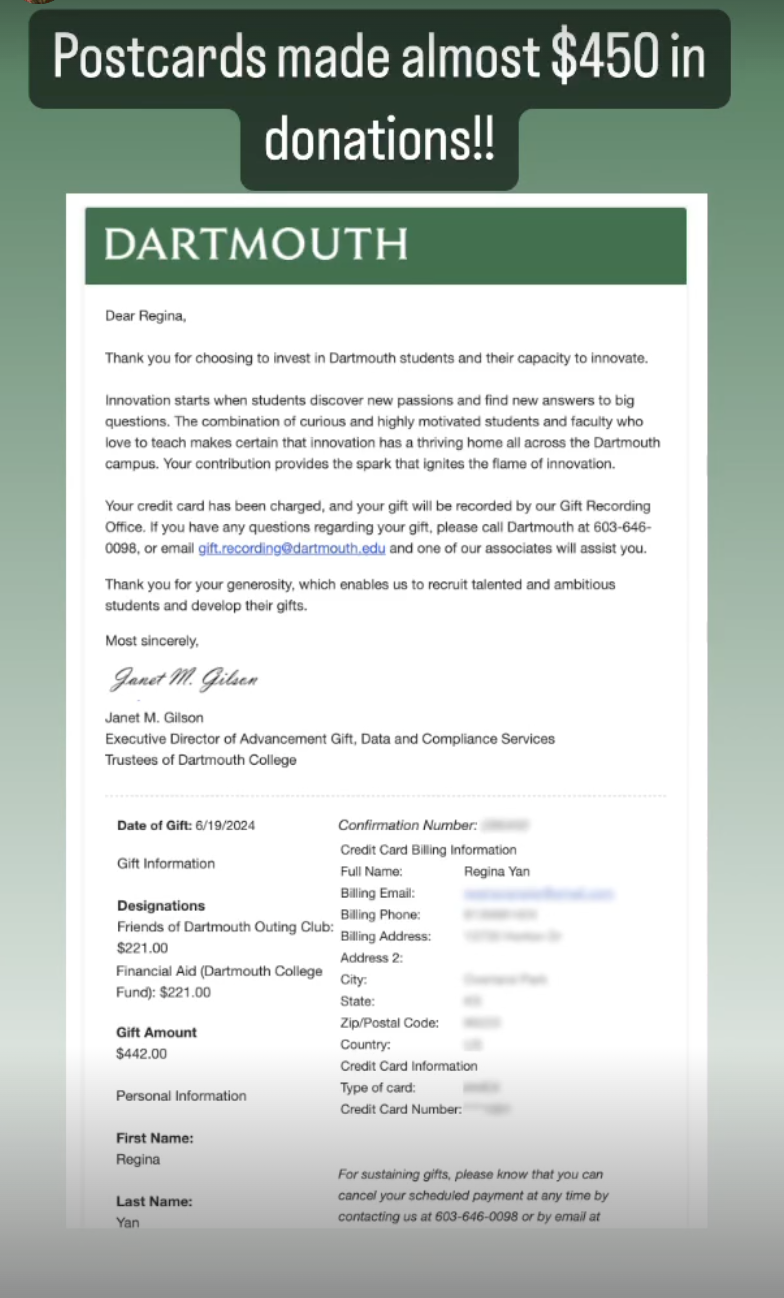 Postcards made almost $450 in
donations!!
DARTMOUTH
Dear Regina,
Thank you for choosing to invest in Dartmouth students and their capacity to innovate.
Innovation starts when students discover new passions and find new answers to big
questions. The combination of curious and highly motivated students and faculty who
love to teach makes certain that innovation has a thriving home all across the Dartmouth
campus. Your contribution provides the spark that ignites the flame of innovation.
Your credit card has been charged, and your gift will be recorded by our Gift Recording
Office. If you have any questions regarding your gift, please call Dartmouth at 603-646-
0098, or email gift.recording@dartmouth.edu and one of our associates will assist you.
Thank you for your generosity, which enables us to recruit talented and ambitious
students and develop their gifts.
Most sincerely,
Janet M. Gilson
Janet M. Gilson
Executive Director of Advancement Gift, Data and Compliance Services
Trustees of Dartmouth College
Date of Gift: 6/19/2024
Gift Information
Designations
Friends of Dartmouth Outing Club:
$221.00
Financial Aid (Dartmouth College
Fund): $221.00
Gift Amount
$442.00
Personal Information
First Name:
Regina
Last Name:
Yan
Confirmation Number:
Credit Card Billing Information
Full Name: Regina Yan
Billing Email:
Billing Phone:
Billing Address:
Address 2:
City:
State:
Zip/Postal Code:
Country:
Credit Card Information
Type of card:
Credit Card Number:
For sustaining gifts, please know that you can
cancel your scheduled payment at any time by
contacting us at 603-646-0098 or by email at